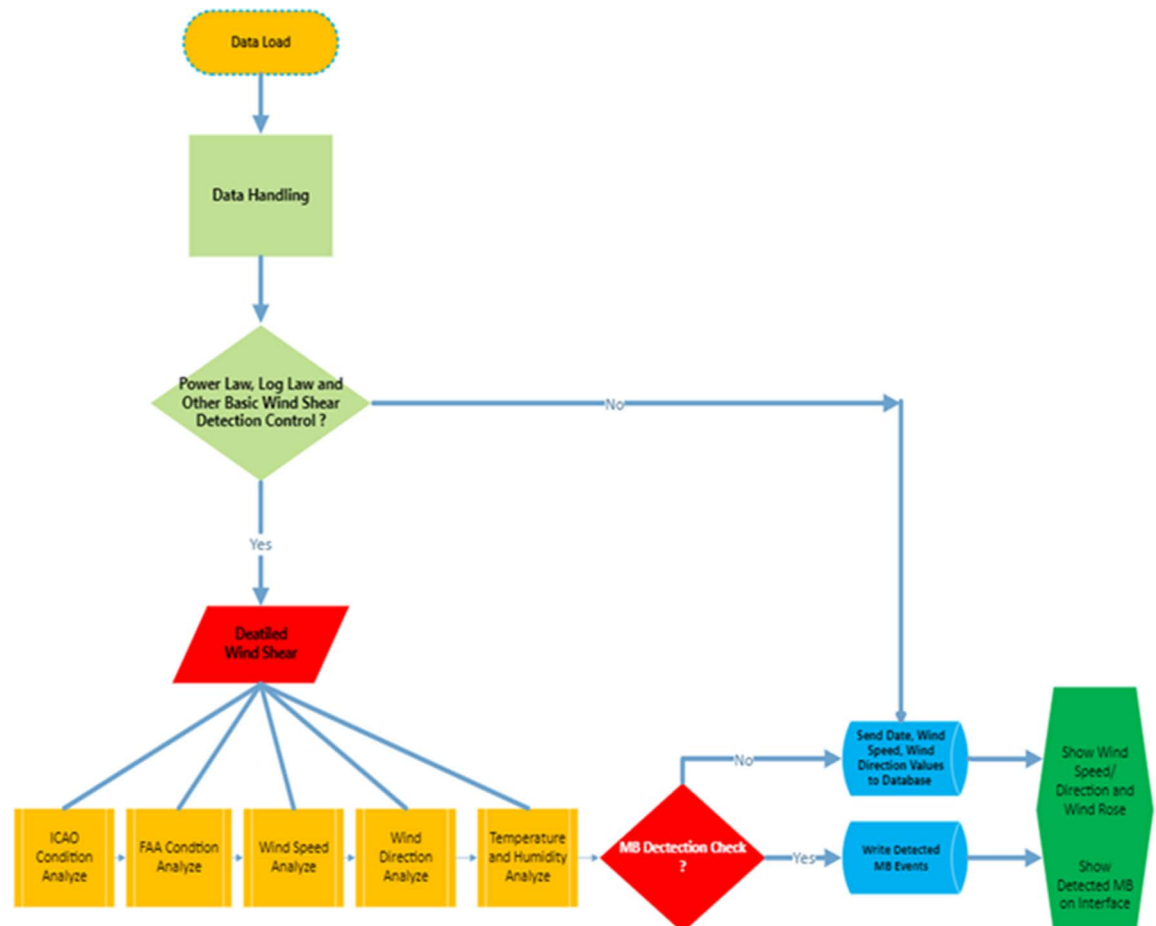 Data Load
Data Handling
Power Law, Log Law and
Other Basic Wind Shear
Detection Control ?
No
Yes
Deatiled
Wind Shear
ICAO
Condition
Analyze
FAA Condtion
Analyze
Wind Speed
Analyze
Wind
Direction
Analyze
Temperature
and Humidity
Analyze
MB Dectection Check
?
No
Yes
Send Date, Wind
Speed, Wind
Direction Values
to Database
Write Detected
MB Events
Show Wind
Speed/
Direction and
Wind Rose
Show
Detected MB
on Interface